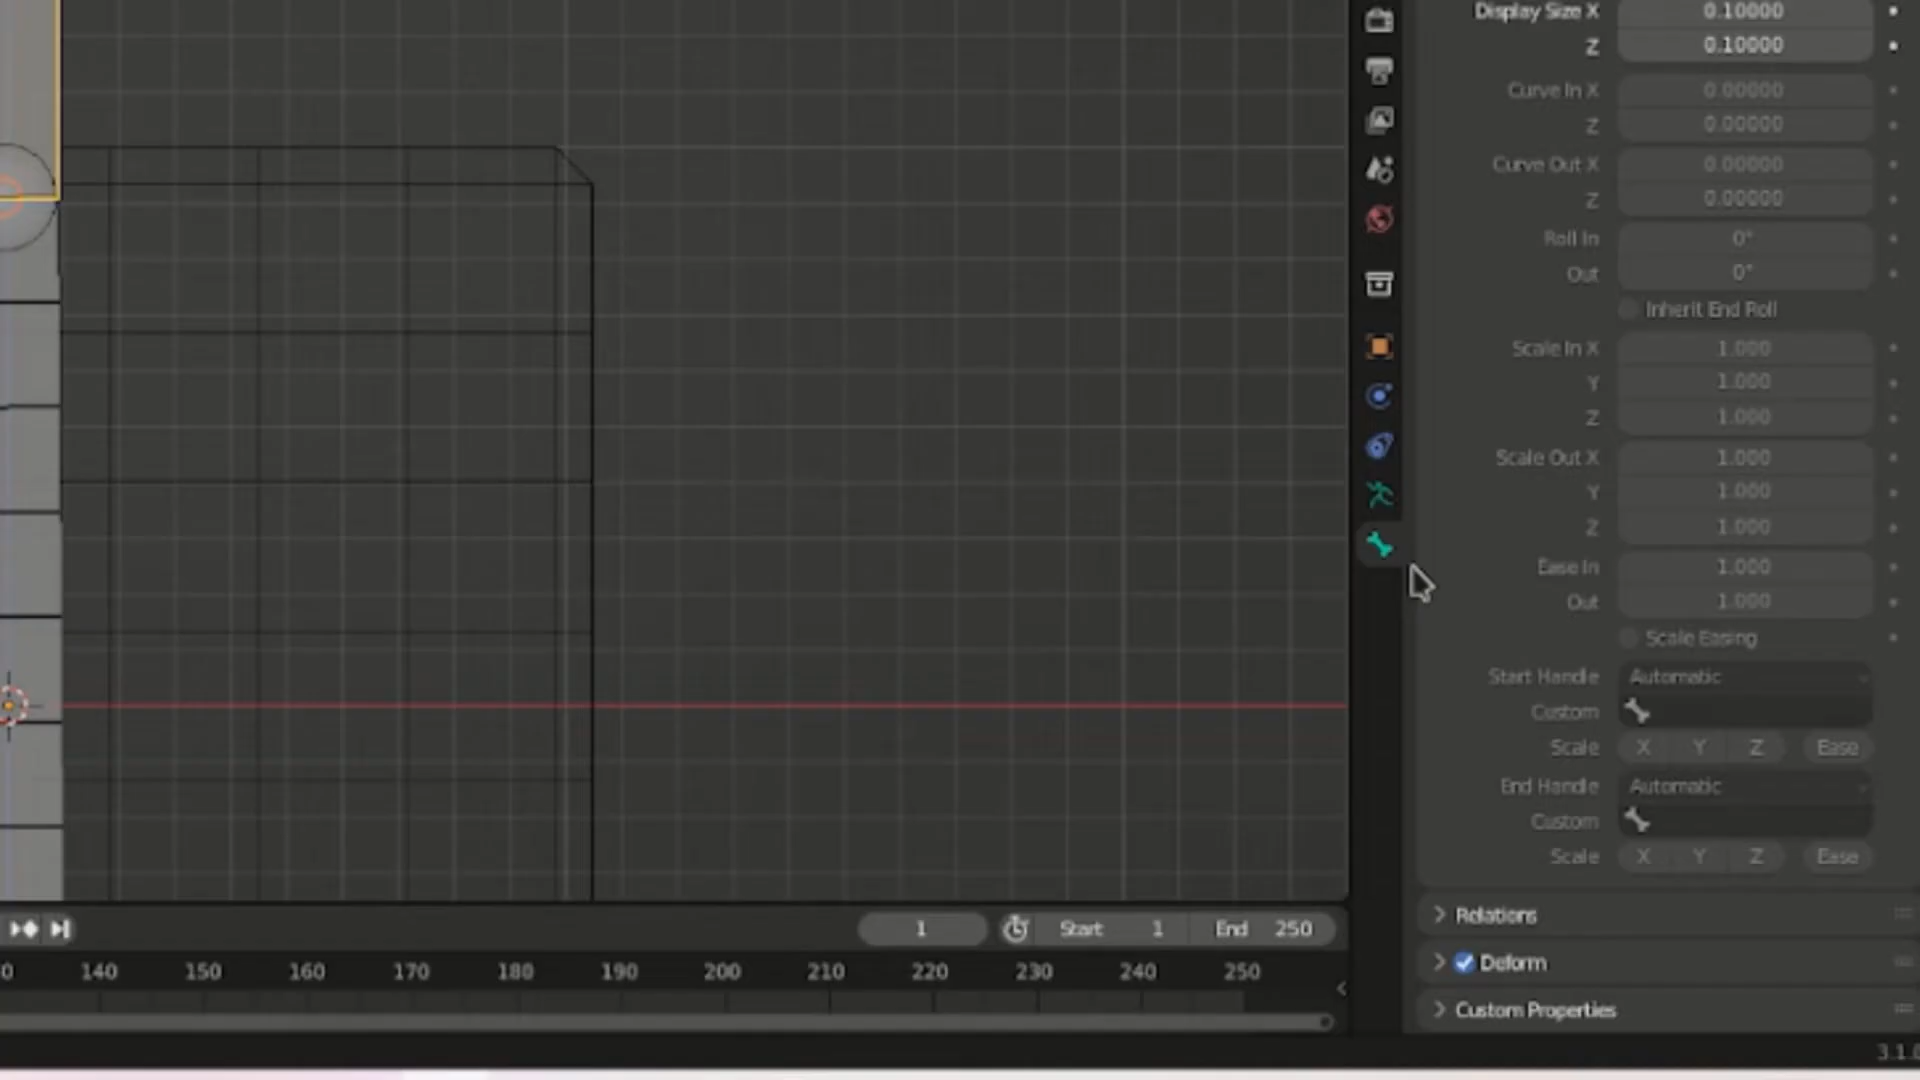 Display Size X 0.10000
Z 0.10000
Curve In X 0.00000
Z 0.00000
Curve Out X 0.00000
Z 0.00000
Roll In 0°
Out 0°
Inherit End Roll
Scale In X 1.000
Y 1.000
Z 1.000
Scale Out X 1.000
Y 1.000
Z 1.000
Ease In 1.000
Out 1.000
Scale Easing
Start Handle Automatic
Custom
Scale X Y Z Ease
End Handle Automatic
Custom
Scale X Y Z Ease
Relations
Deform
Custom Properties
1 Start 1 End 250
0 140 150 160 170 180 190 200 210 220 230 240 250
3.1.0